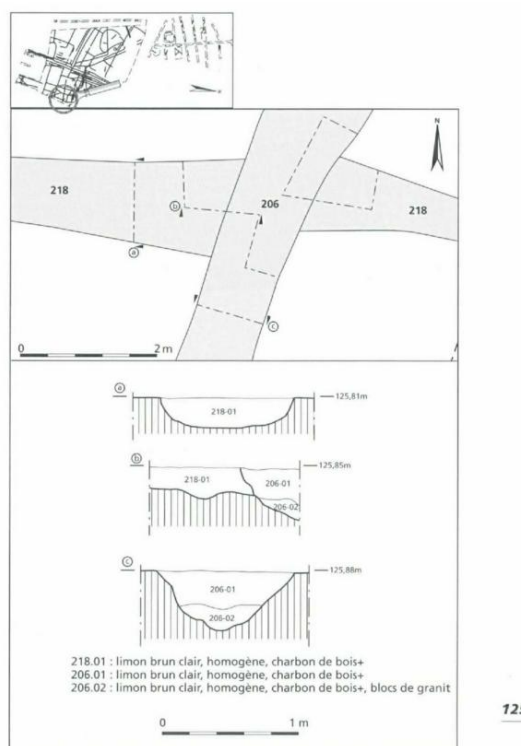 N
218
206
218
b
a
c
0 2 m
a
125,81m
218-01
b
125,85m
218-01
206-01
206-02
c
125,88m
206-01
206-02
218.01 : limon brun clair, homogène, charbon de bois+
206.01 : limon brun clair, homogène, charbon de bois+
206.02 : limon brun clair, homogène, charbon de bois+, blocs de granit
0 1 m